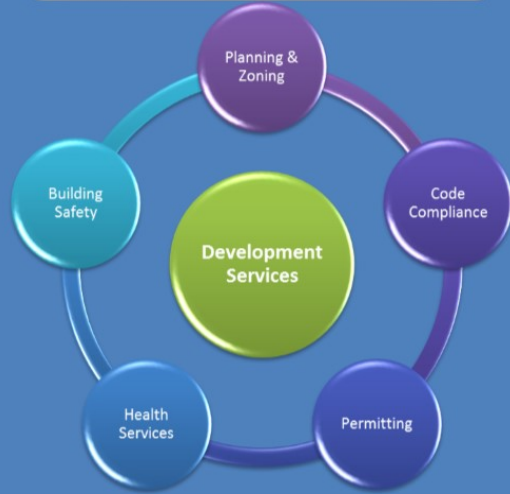 Planning &
Zoning
Code
Compliance
Building
Safety
Development
Services
Health
Services
Permitting